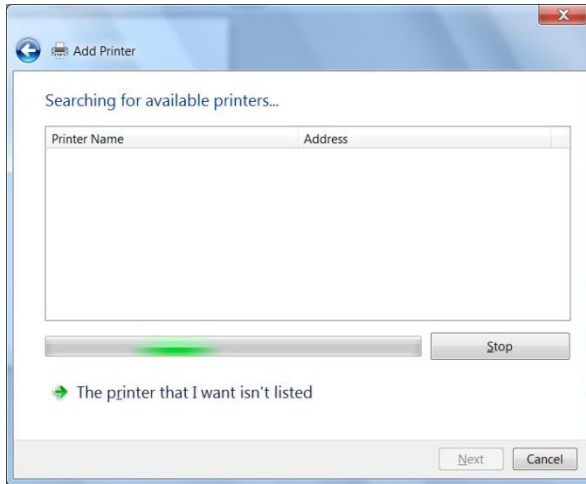 X
Add Printer
Searching for available printers...
Printer Name Address
Stop
The printer that I want isn't listed
Next Cancel